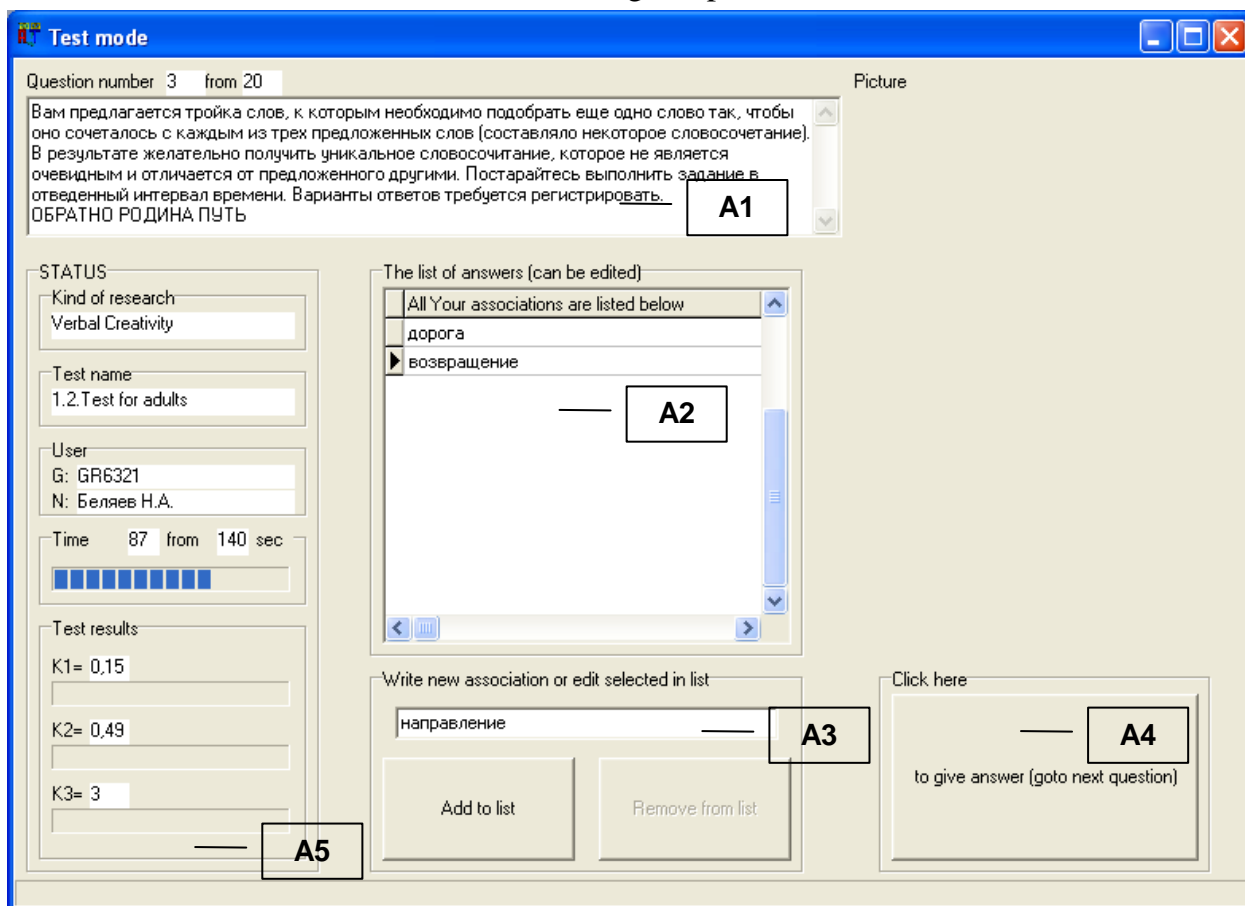 Test mode
Question number 3 from 20
Picture
Вам предлагается тройка слов, к которым необходимо подобрать еще одно слово так, чтобы
оно сочеталось с каждым из трех предложенных слов (составляло некоторое словосочетание).
В результате желательно получить уникальное словосочитание, которое не является
очевидным и отличается от предложенного другими. Постарайтесь выполнить задание в
отведенный интервал времени. Варианты ответов требуется регистрировать.
ОБРАТНО РОДИНА ПУТЬ
A1
STATUS
Kind of research
Verbal Creativity
Test name
1.2.Test for adults
User
G: GR6321
N: Беляев Н.А.
Time 87 from 140 sec
Test results
K1= 0,15
K2= 0,49
K3= 3
A5
The list of answers (can be edited)
All Your associations are listed below
дорога
возвращение
A2
Write new association or edit selected in list
направление
A3
Add to list
Remove from list
Click here
A4
to give answer (goto next question)